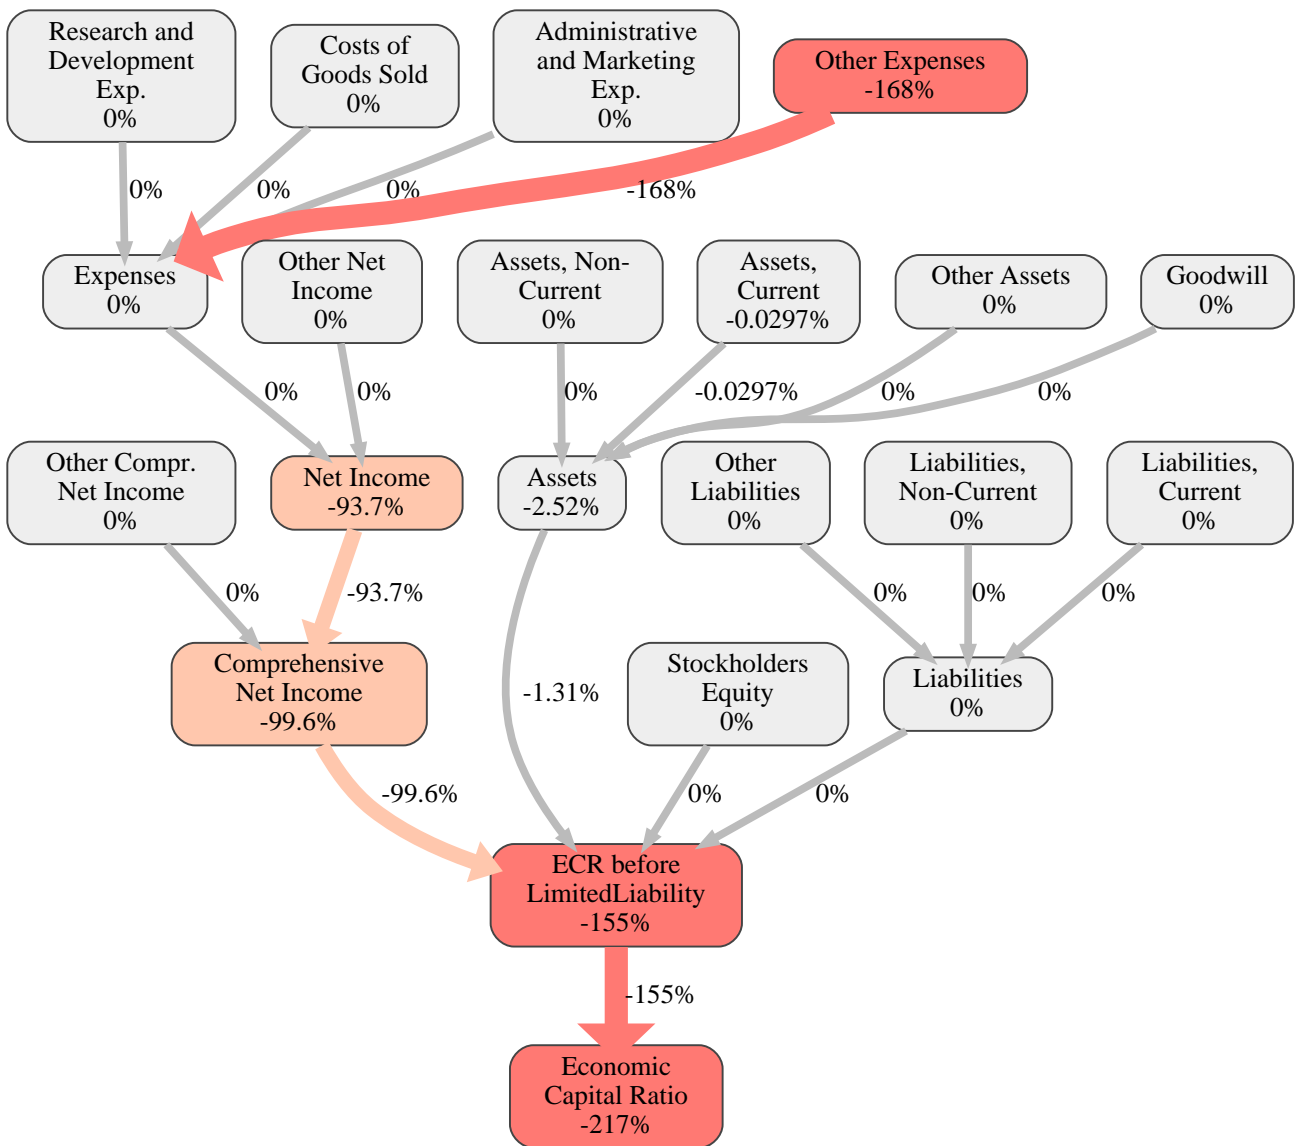 Research and
Development
Exp.
0%
Costs of
Goods Sold
0%
Administrative
and Marketing
Exp.
0%
Other Expenses
-168%
0%
0%
0%
-168%
Expenses
0%
Other Net
Income
0%
Assets, Non-
Current
0%
Assets,
Current
-0.0297%
Other Assets
0%
Goodwill
0%
0%
0%
0%
-0.0297%
0%
0%
Other Compr.
Net Income
0%
Net Income
-93.7%
Assets
-2.52%
Other
Liabilities
0%
Liabilities,
Non-Current
0%
Liabilities,
Current
0%
0%
-93.7%
0%
0%
0%
Comprehensive
Net Income
-99.6%
-1.31%
Stockholders
Equity
0%
Liabilities
0%
-99.6%
0%
0%
ECR before
LimitedLiability
-155%
-155%
Economic
Capital Ratio
-217%